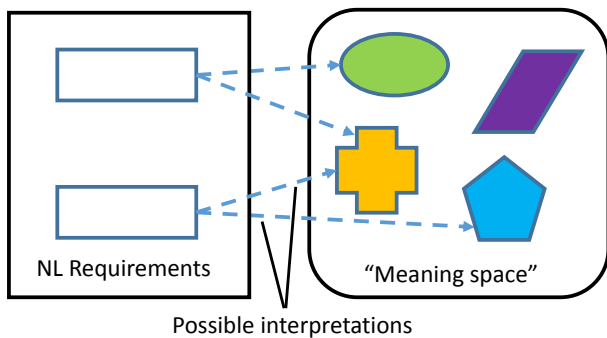 NL Requirements
“Meaning space”
Possible interpretations